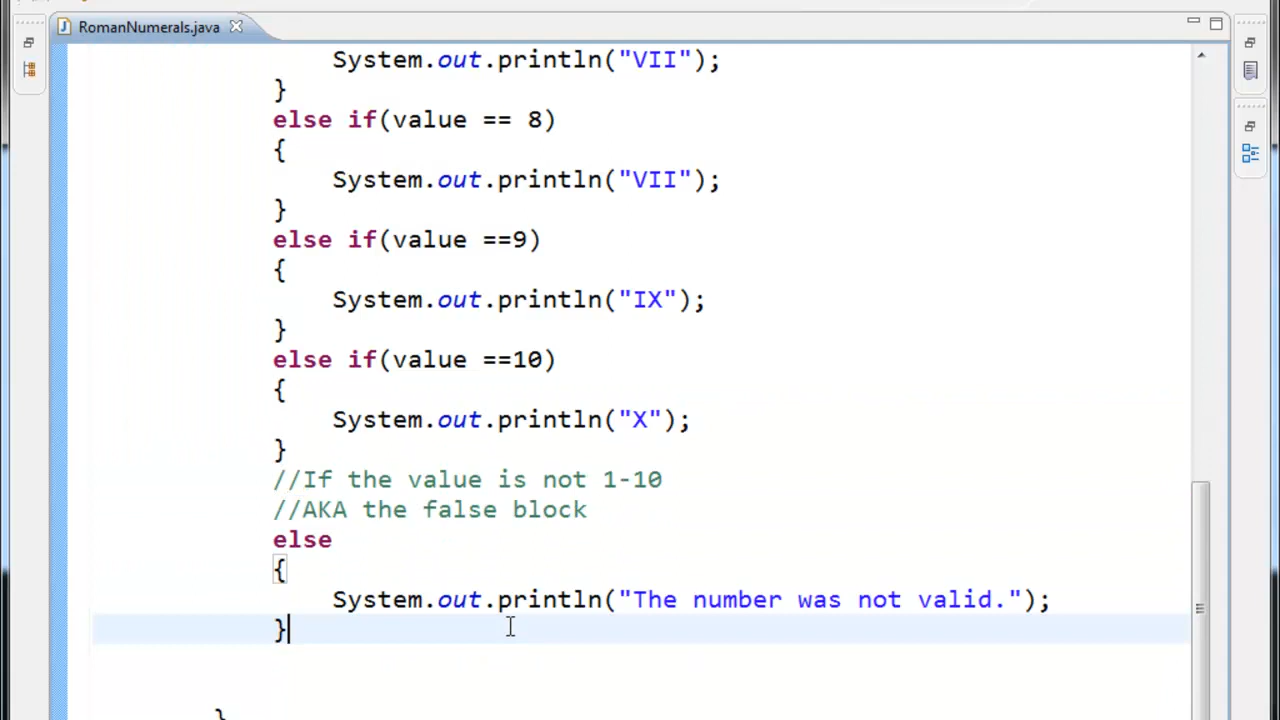 RomanNumerals.java
System.out.println("VII");
}
else if(value == 8)
{
System.out.println("VII");
}
else if(value ==9)
{
System.out.println("IX");
}
else if(value ==10)
{
System.out.println("X");
}
//If the value is not 1-10
//AKA the false block
else
{
System.out.println("The number was not valid.");
}
}